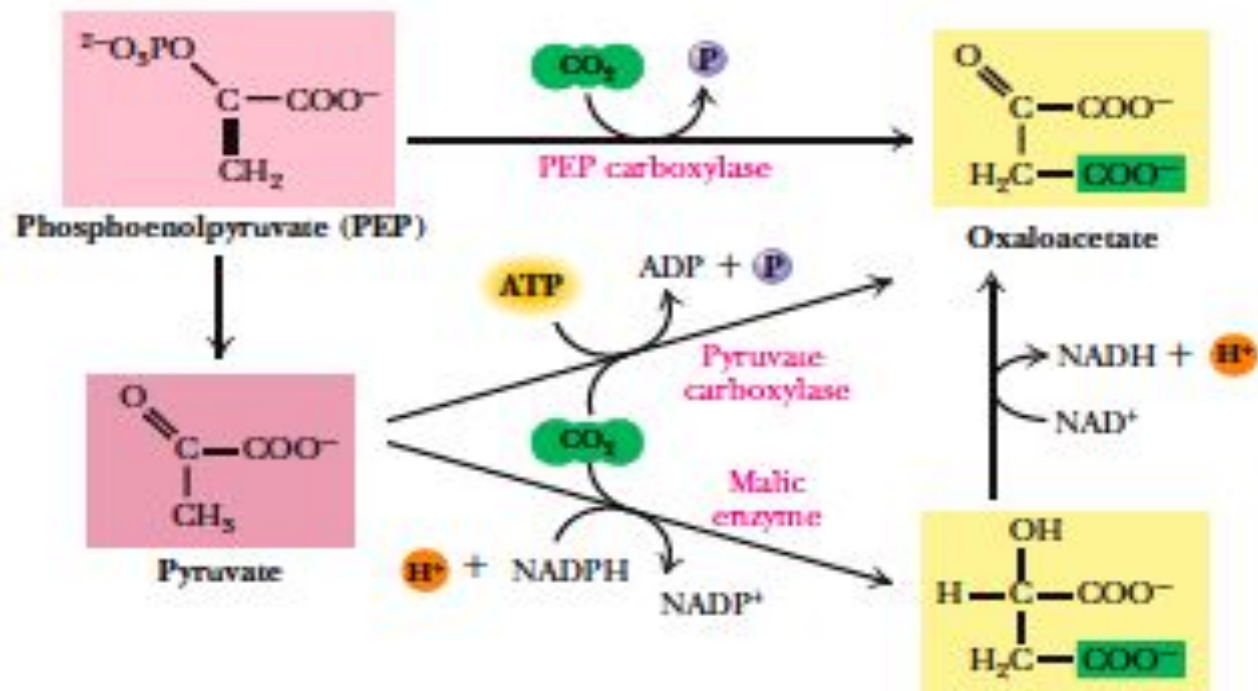 ²⁻O₃PO
C—COO⁻
CH₂
Phosphoenolpyruvate (PEP)
CO₂
P
PEP carboxylase
O
C—COO⁻
H₂C—COO⁻
Oxaloacetate
ATP
ADP + P
Pyruvate
carboxylase
CO₂
Malic
enzyme
H⁺ + NADPH
NADP⁺
O
C—COO⁻
CH₃
Pyruvate
NADH + H⁺
NAD⁺
OH
H—C—COO⁻
H₂C—COO⁻